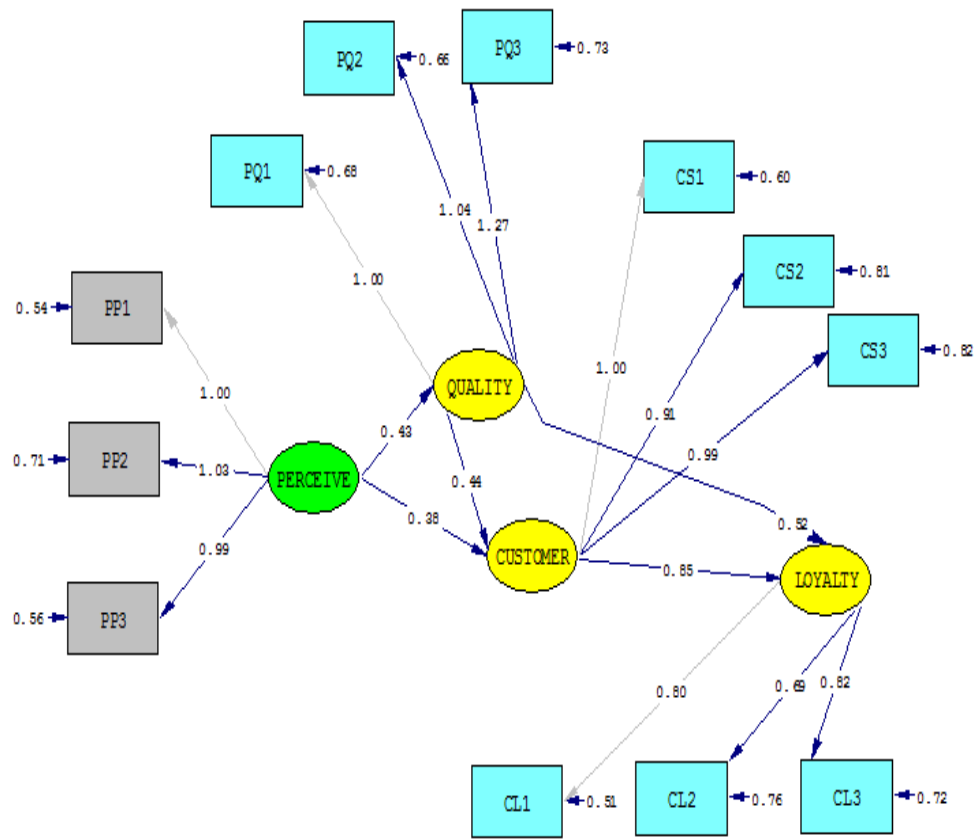 PQ2
0.66
PQ3
0.73
PQ1
0.68
CS1
0.60
1.04
1.27
CS2
0.81
1.00
PP1
0.54
CS3
0.82
1.00
1.00
QUALITY
0.91
0.43
0.99
PP2
0.71
1.03
PERCEIVE
0.44
0.38
0.52
0.99
CUSTOMER
0.85
LOYALTY
PP3
0.56
0.80
0.69
0.82
CL1
0.51
CL2
0.76
CL3
0.72